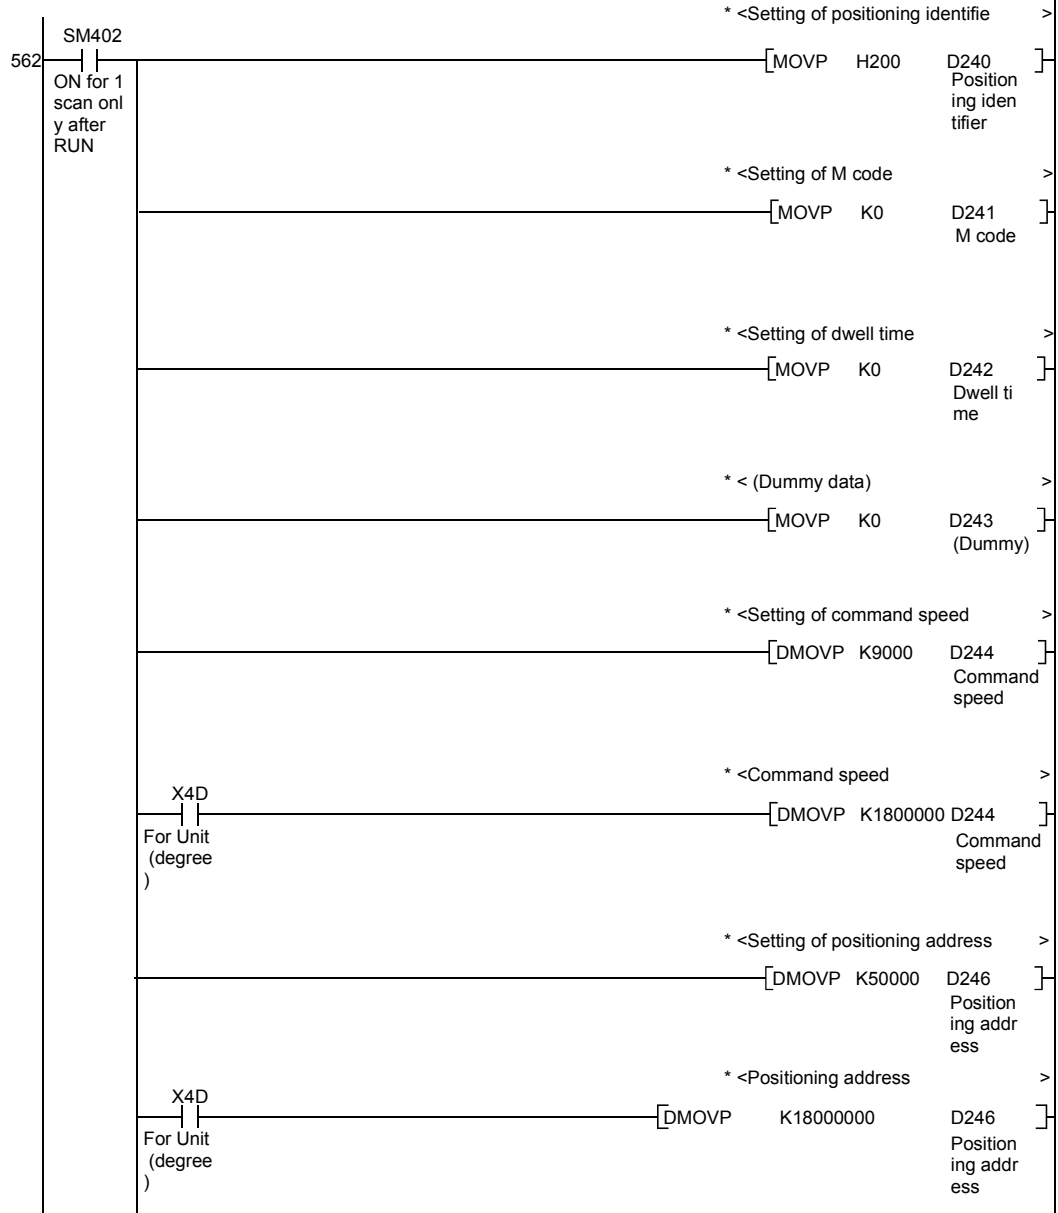 * <Setting of positioning identifie >
SM402
562
[MOVP H200 D240 ]
ON for 1
scan onl
y after
RUN
Position
ing iden
tifier
* <Setting of M code >
[MOVP K0 D241 ]
M code
* <Setting of dwell time >
[MOVP K0 D242 ]
Dwell ti
me
* < (Dummy data) >
[MOVP K0 D243 ]
(Dummy)
* <Setting of command speed >
[DMOVP K9000 D244 ]
Command
speed
* <Command speed >
X4D
[DMOVP K1800000 D244 ]
For Unit
(degree
)
Command
speed
* <Setting of positioning address >
[DMOVP K50000 D246 ]
Position
ing addr
ess
* <Positioning address >
X4D
[DMOVP K18000000 D246 ]
For Unit
(degree
)
Position
ing addr
ess